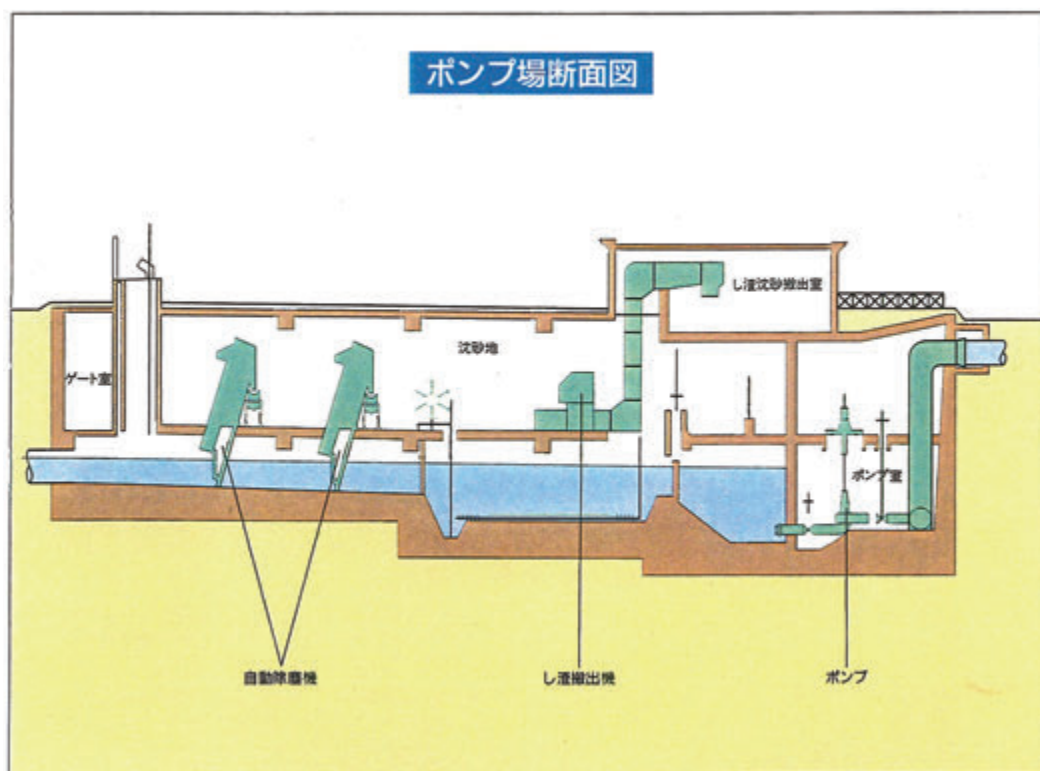 ポンプ場断面図
し渣沈砂搬出室
沈砂地
ゲート室
ポンプ室
自動除塵機
し渣搬出機
ポンプ